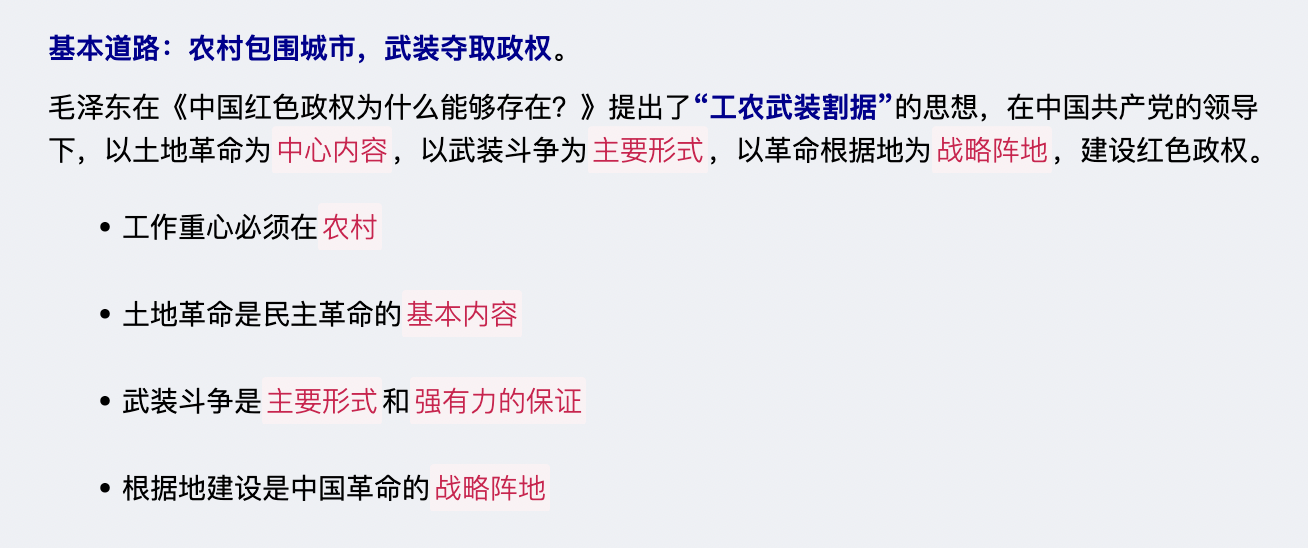 基本道路：农村包围城市，武装夺取政权。
毛泽东在《中国红色政权为什么能够存在？》提出了“工农武装割据”的思想，在中国共产党的领导
下，以土地革命为中心内容，以武装斗争为主要形式，以革命根据地为战略阵地，建设红色政权。
• 工作重心必须在农村
• 土地革命是民主革命的基本内容
• 武装斗争是主要形式和强有力的保证
• 根据地建设是中国革命的战略阵地